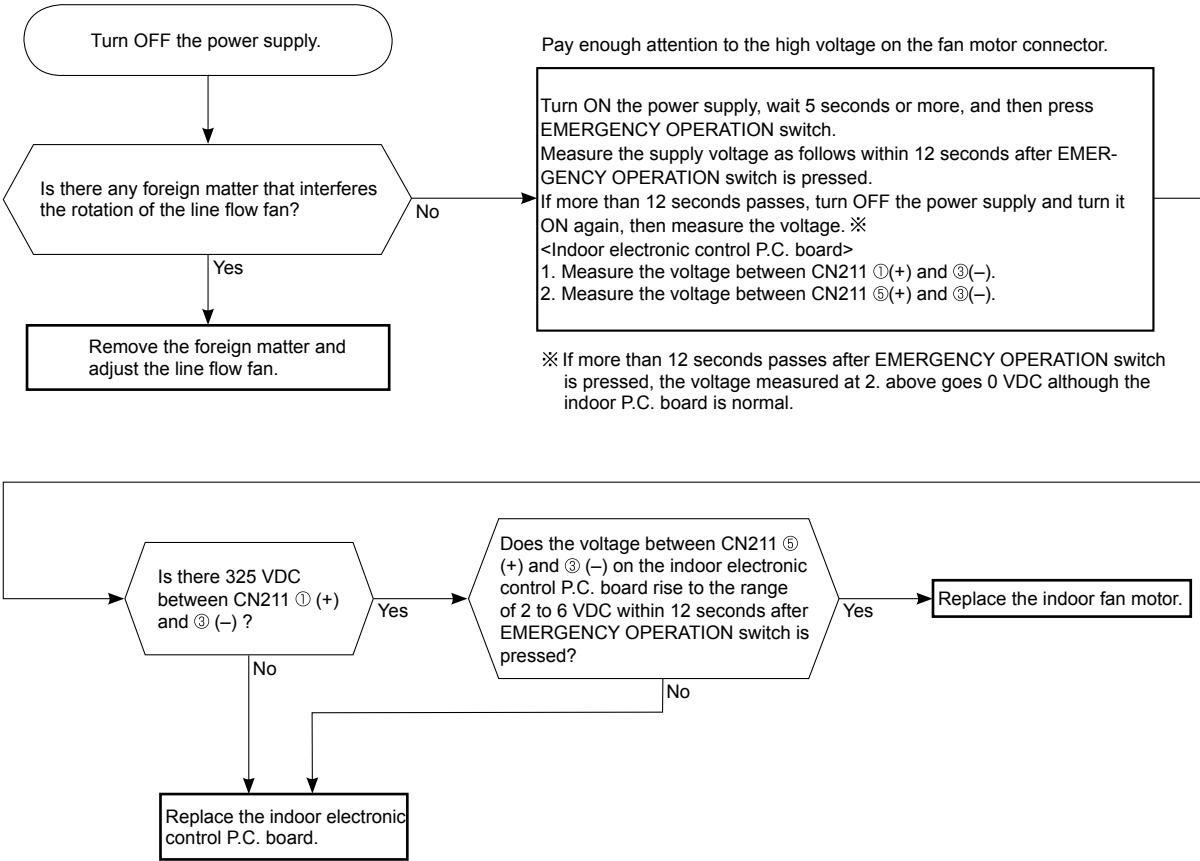 Turn OFF the power supply.
Is there any foreign matter that interferes
the rotation of the line flow fan?
No
Yes
Remove the foreign matter and
adjust the line flow fan.
Pay enough attention to the high voltage on the fan motor connector.
Turn ON the power supply, wait 5 seconds or more, and then press
EMERGENCY OPERATION switch.
Measure the supply voltage as follows within 12 seconds after EMER-
GENCY OPERATION switch is pressed.
If more than 12 seconds passes, turn OFF the power supply and turn it
ON again, then measure the voltage. ※
<Indoor electronic control P.C. board>
1. Measure the voltage between CN211 ①(+) and ③(–).
2. Measure the voltage between CN211 ⑤(+) and ③(–).
※ If more than 12 seconds passes after EMERGENCY OPERATION switch
is pressed, the voltage measured at 2. above goes 0 VDC although the
indoor P.C. board is normal.
Is there 325 VDC
between CN211 ① (+)
and ③ (–) ?
Yes
No
Does the voltage between CN211 ⑤
(+) and ③ (–) on the indoor electronic
control P.C. board rise to the range
of 2 to 6 VDC within 12 seconds after
EMERGENCY OPERATION switch is
pressed?
Yes
No
Replace the indoor fan motor.
Replace the indoor electronic
control P.C. board.